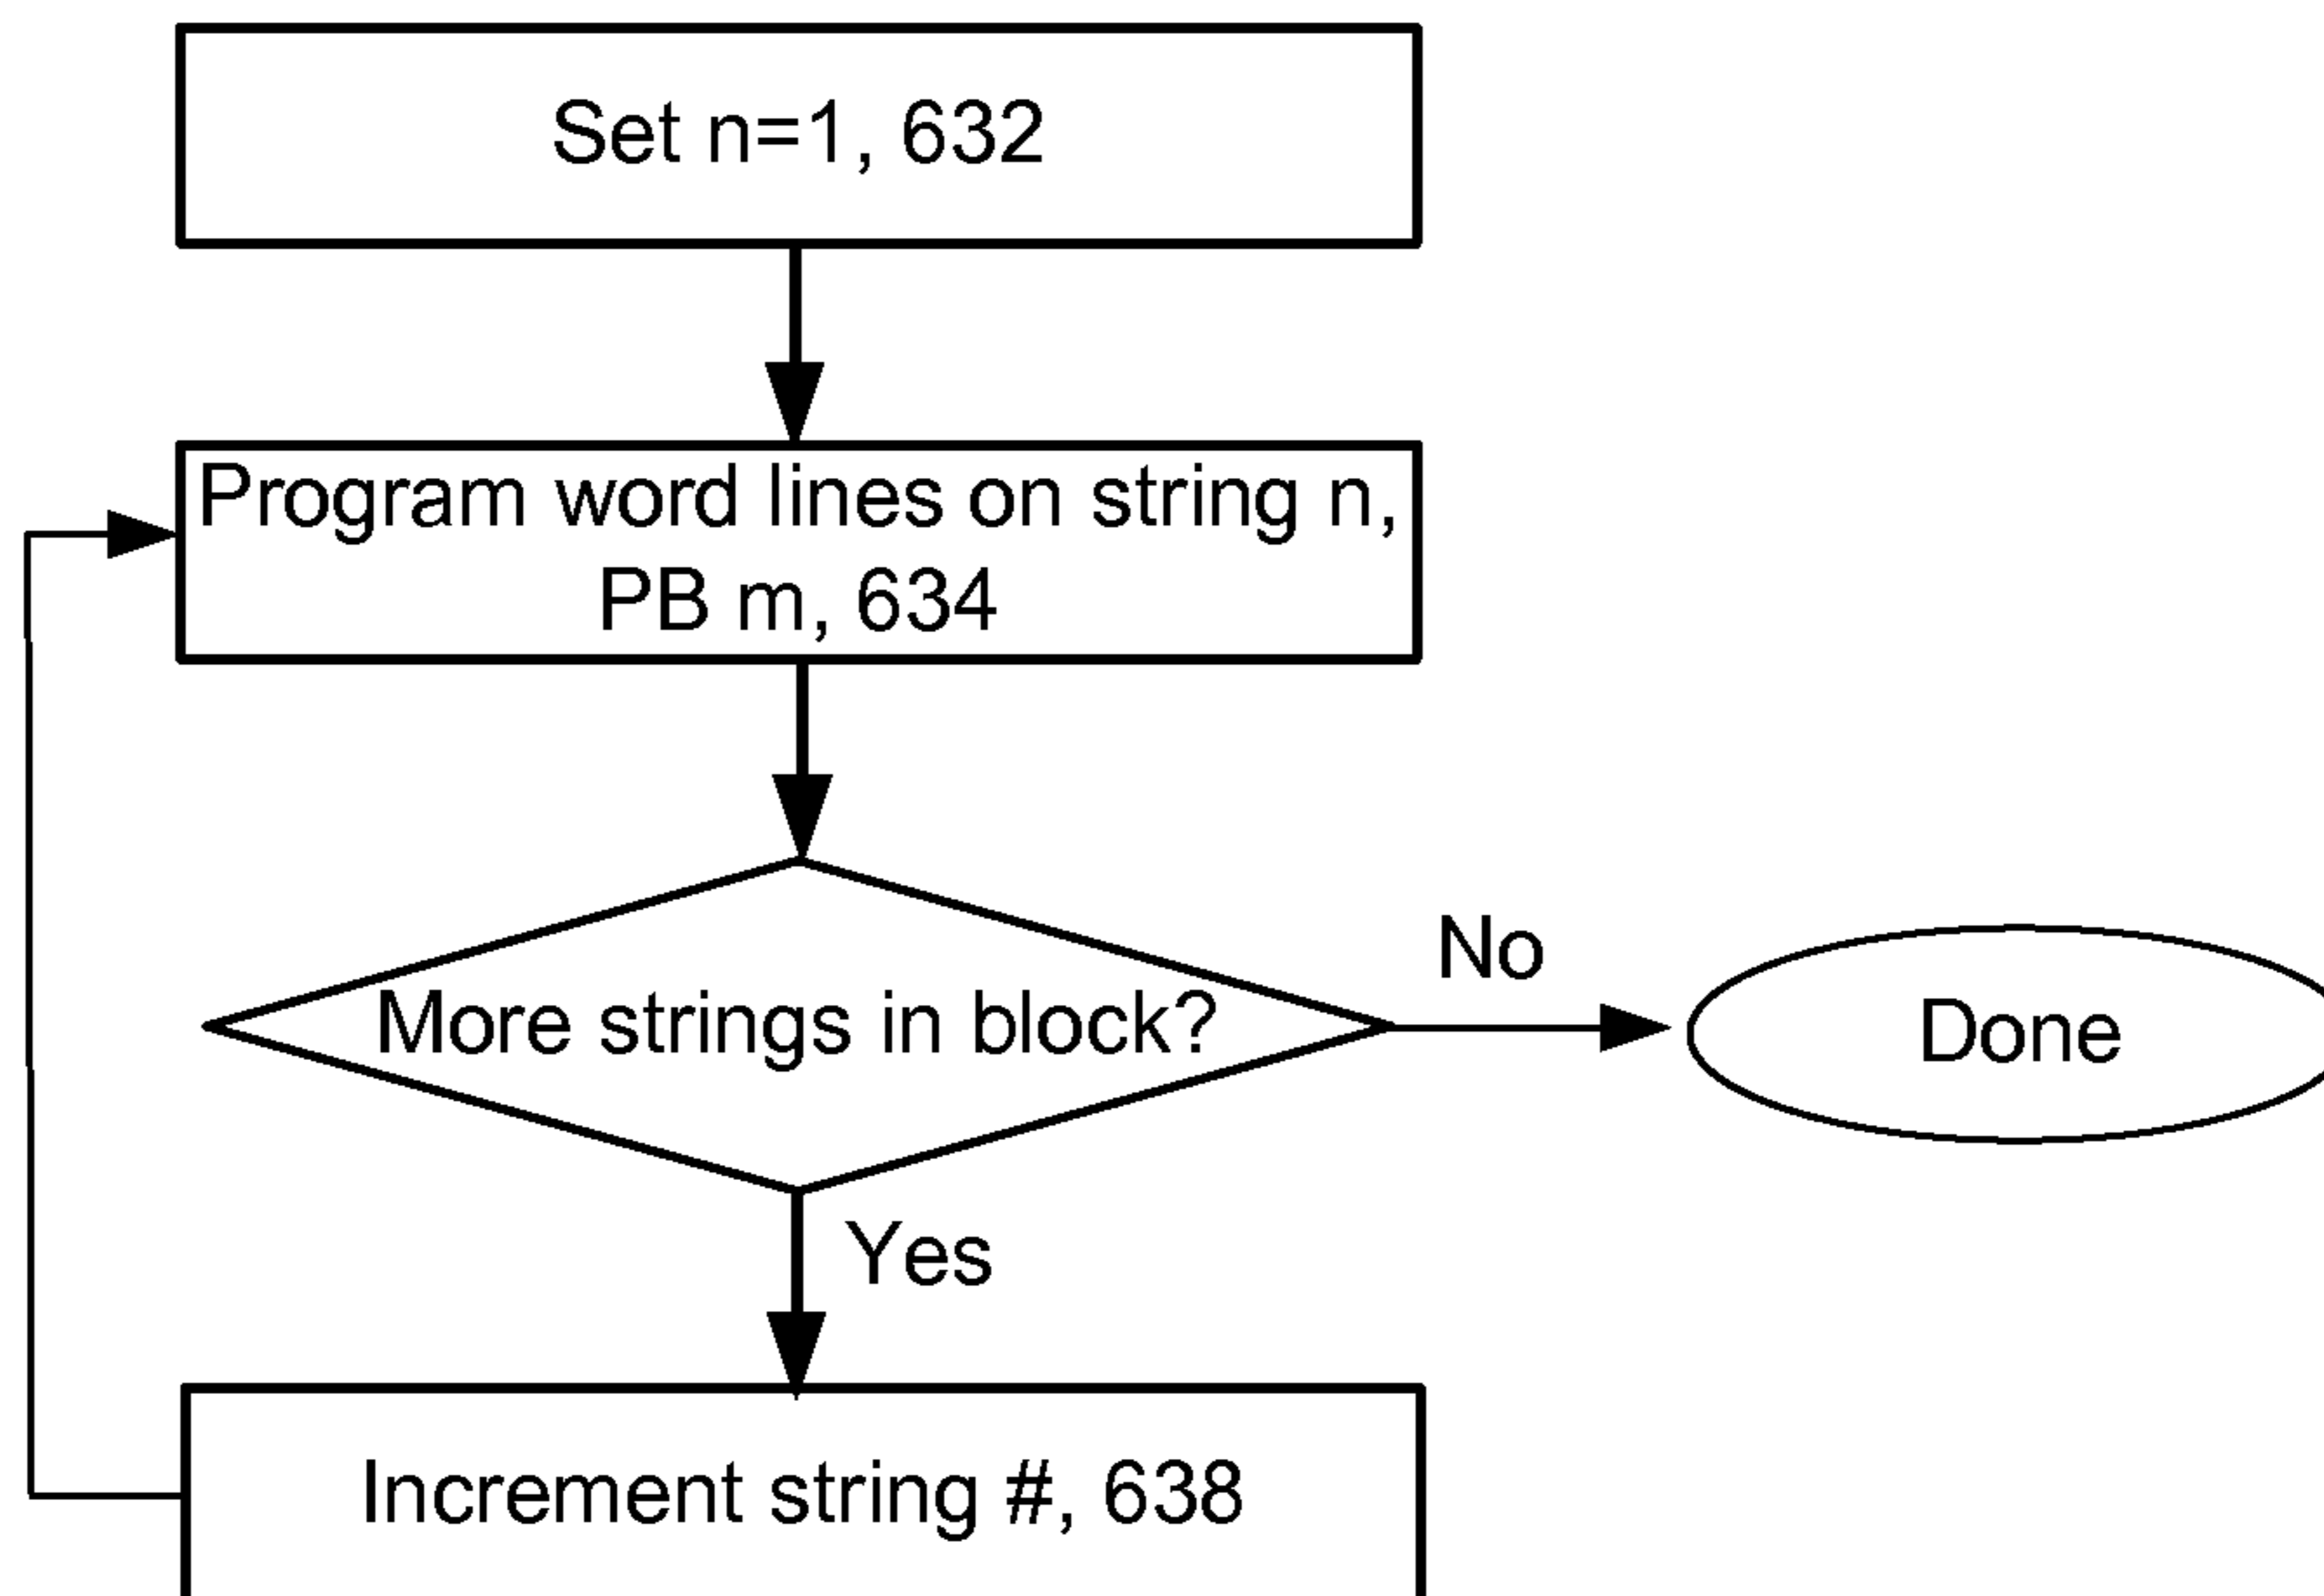 Set n=1, 632
Program word lines on string n,
PB m, 634
More strings in block?
No
Done
Yes
Increment string #, 638